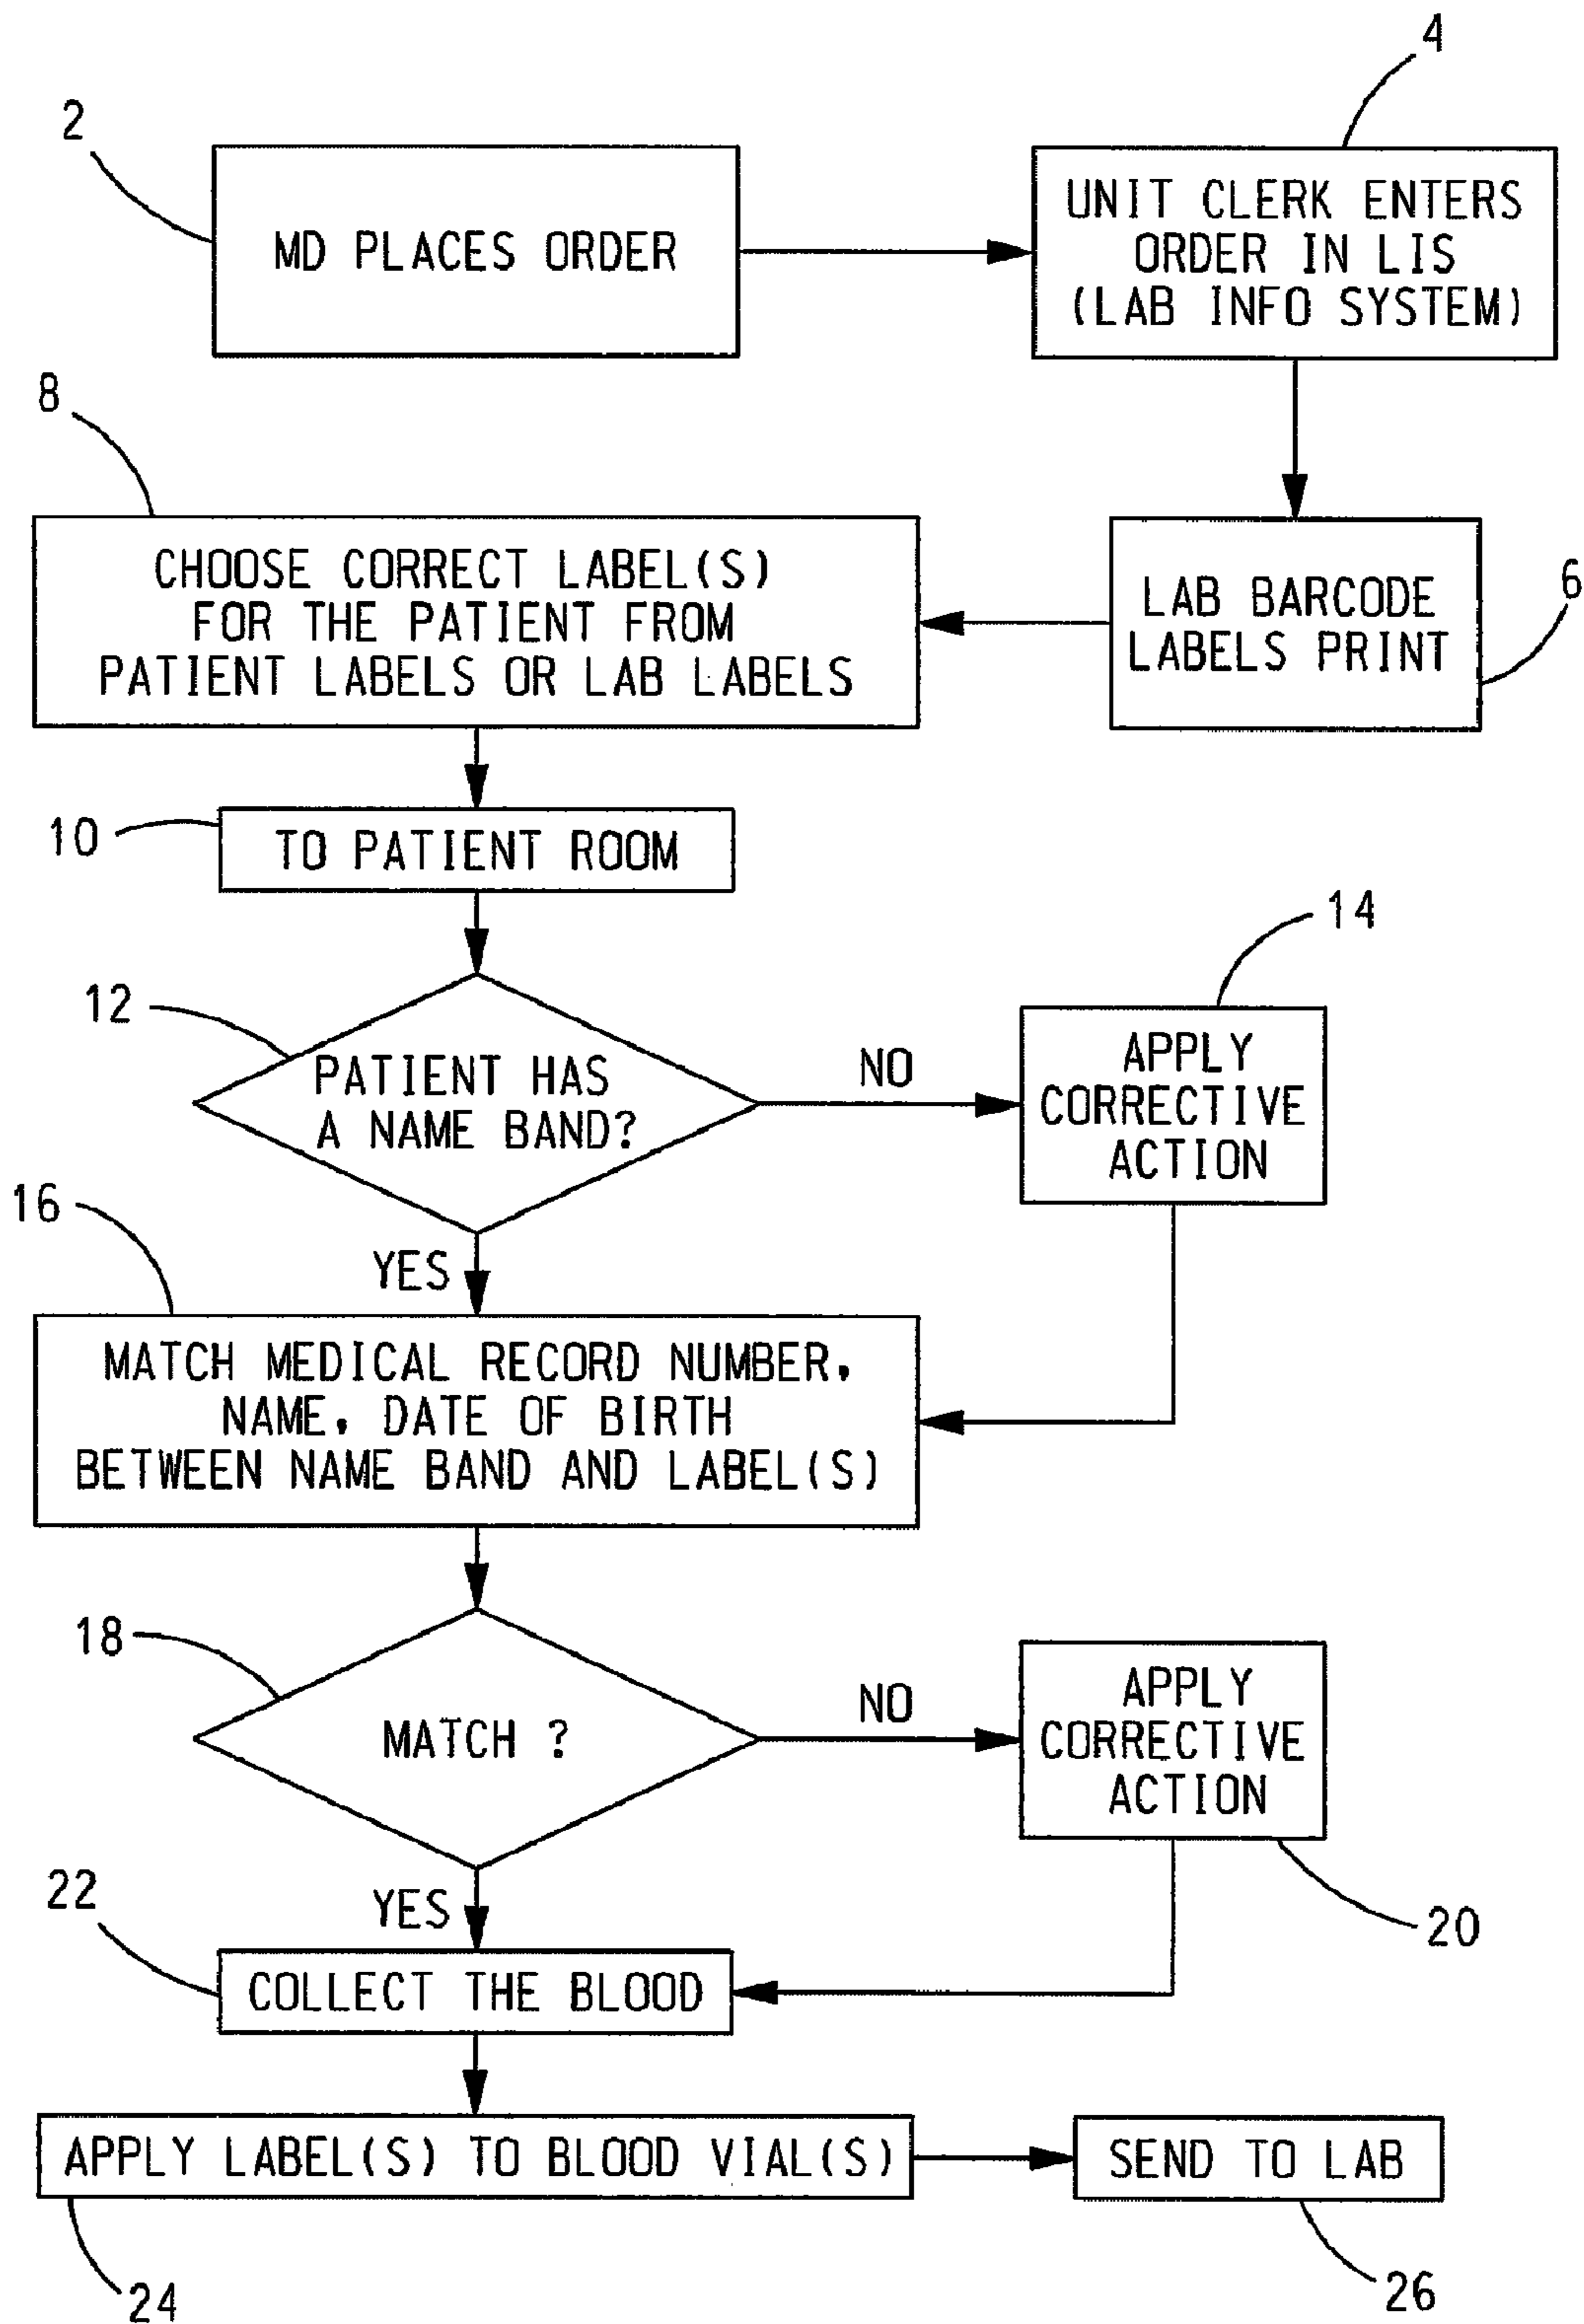 4
2
MD PLACES ORDER
UNIT CLERK ENTERS
ORDER IN LIS
(LAB INFO SYSTEM)
8
CHOOSE CORRECT LABEL(S)
FOR THE PATIENT FROM
PATIENT LABELS OR LAB LABELS
LAB BARCODE
LABELS PRINT
6
10
TO PATIENT ROOM
12
PATIENT HAS
A NAME BAND?
NO
14
APPLY
CORRECTIVE
ACTION
YES
16
MATCH MEDICAL RECORD NUMBER,
NAME, DATE OF BIRTH
BETWEEN NAME BAND AND LABEL(S)
18
MATCH ?
NO
APPLY
CORRECTIVE
ACTION
20
YES
22
COLLECT THE BLOOD
APPLY LABEL(S) TO BLOOD VIAL(S)
24
SEND TO LAB
26